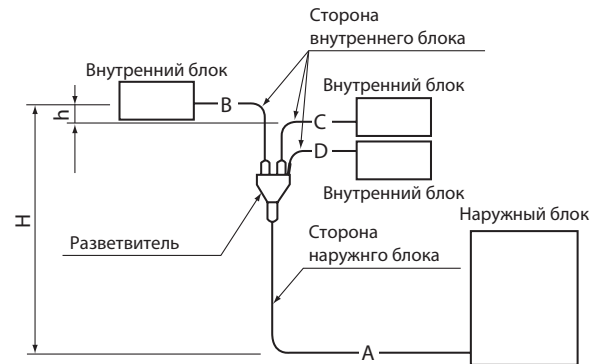 Сторона
внутреннего блока
Внутренний блок
B
h
Внутренний блок
C
D
Внутренний блок
H
Разветвитель
Сторона
наружнго блока
Наружный блок
A